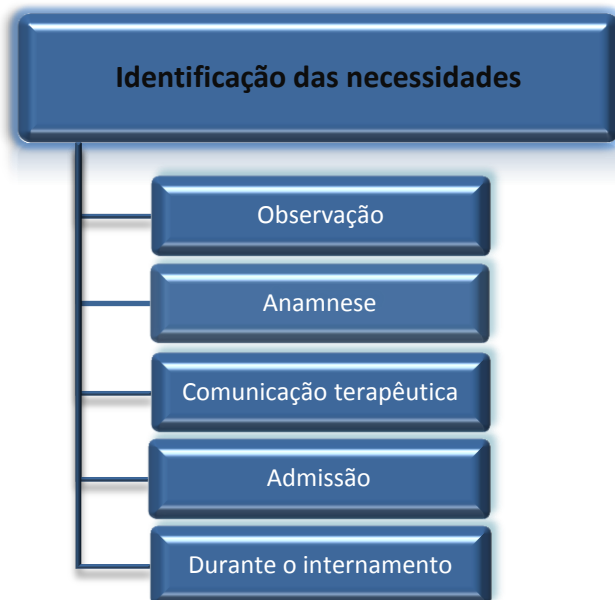 Identificação das necessidades
Observação
Anamnese
Comunicação terapêutica
Admissão
Durante o internamento